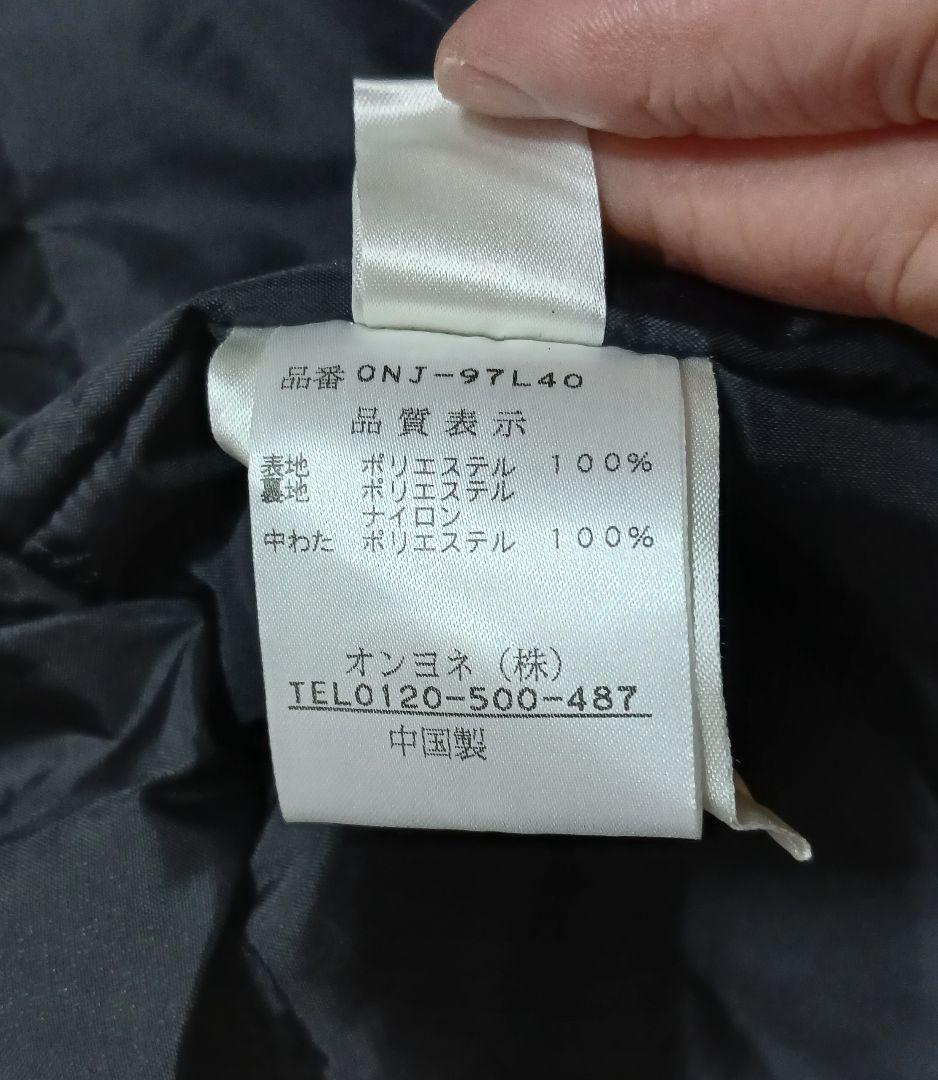 品番 ONJ-97L40
品質表示
表地 ポリエステル 100%
裏地 ポリエステル
ナイロン
中わた ポリエステル 100%
オンヨネ（株）
TEL0120-500-487
中国製